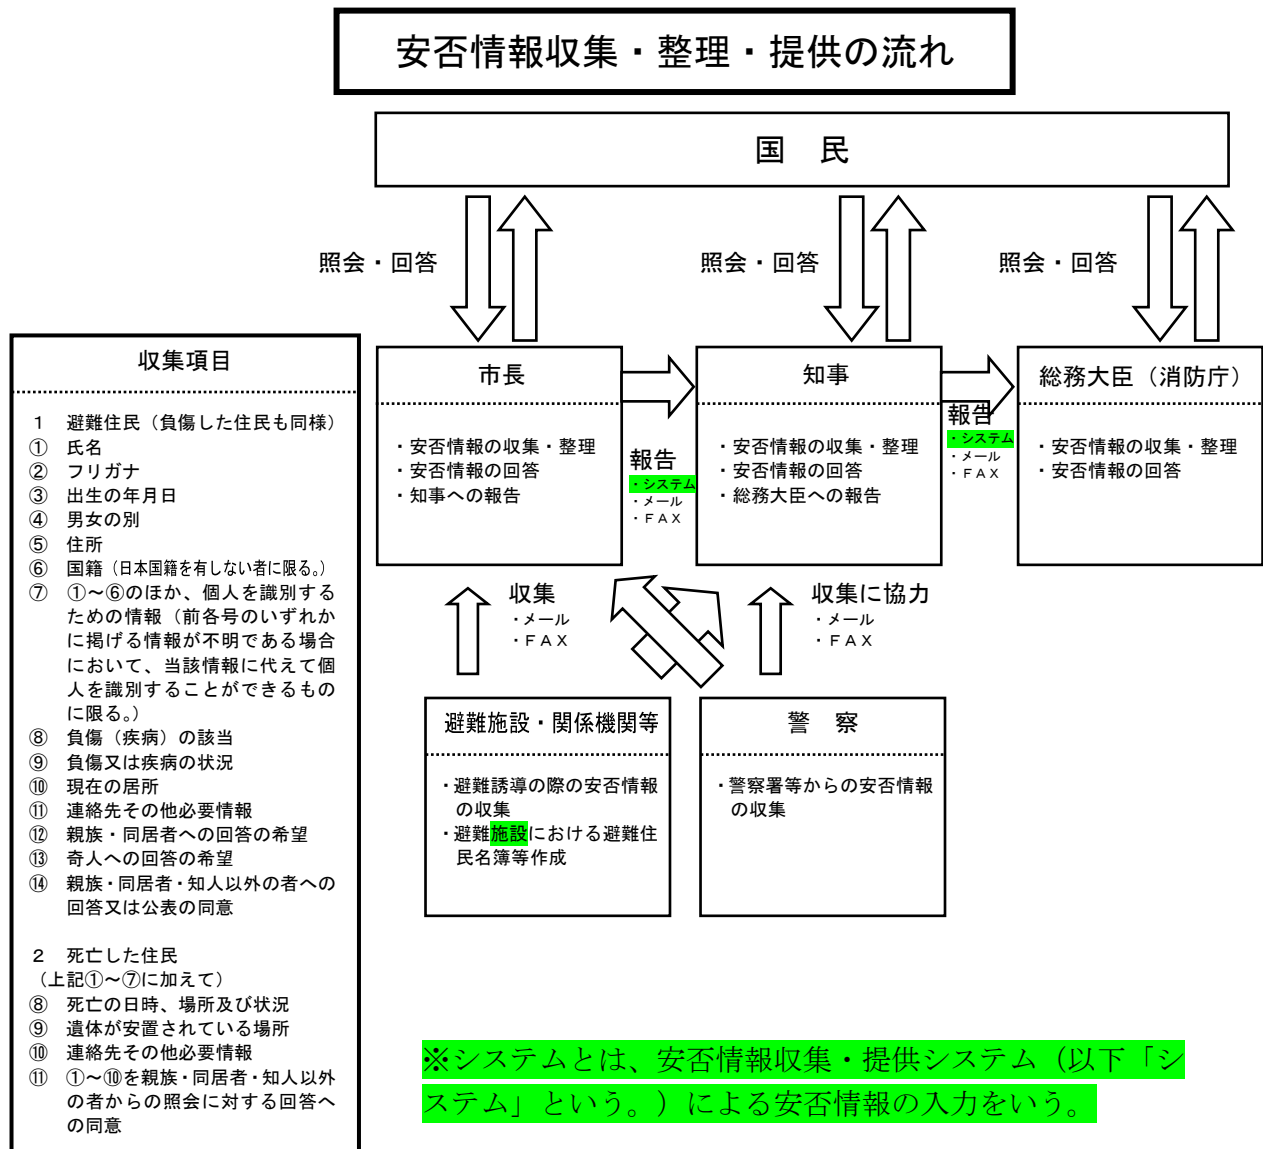 安否情報収集・整理・提供の流れ
国 民
照会・回答
照会・回答
照会・回答
収集項目
1 避難住民（負傷した住民も同様）
① 氏名
② フリガナ
③ 出生の年月日
④ 男女の別
⑤ 住所
⑥ 国籍（日本国籍を有しない者に限る。）
⑦ ①～⑥のほか、個人を識別する
ための情報（前各号のいずれか
に掲げる情報が不明である場合
において、当該情報に代えて個
人を識別することができるもの
に限る。）
⑧ 負傷（疾病）の該当
⑨ 負傷又は疾病の状況
⑩ 現在の居所
⑪ 連絡先その他必要情報
⑫ 親族・同居者への回答の希望
⑬ 奇人への回答の希望
⑭ 親族・同居者・知人以外の者への
回答又は公表の同意
2 死亡した住民
（上記①～⑦に加えて）
⑧ 死亡の日時、場所及び状況
⑨ 遺体が安置されている場所
⑩ 連絡先その他必要情報
⑪ ①～⑩を親族・同居者・知人以外
の者からの照会に対する回答へ
の同意
市長
・安否情報の収集・整理
・安否情報の回答
・知事への報告
報告
・システム
・メール
・ＦＡＸ
知事
・安否情報の収集・整理
・安否情報の回答
・総務大臣への報告
報告
・システム
・メール
・ＦＡＸ
総務大臣（消防庁）
・安否情報の収集・整理
・安否情報の回答
収集
・メール
・ＦＡＸ
収集に協力
・メール
・ＦＡＸ
避難施設・関係機関等
・避難誘導の際の安否情報
の収集
・避難施設における避難住
民名簿等作成
警 察
・警察署等からの安否情報
の収集
※システムとは、安否情報収集・提供システム（以下「シ
ステム」という。）による安否情報の入力をいう。